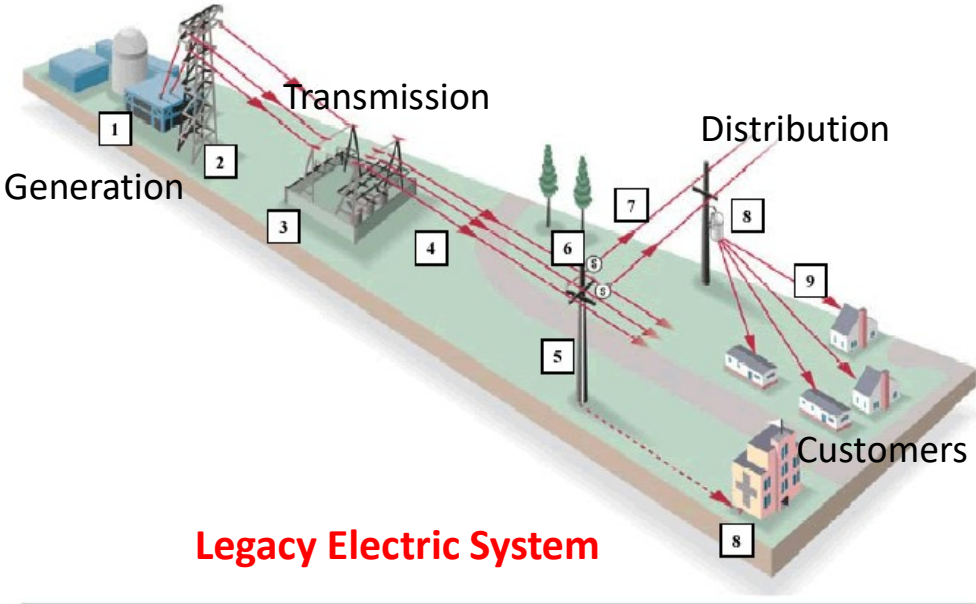 Transmission
Distribution
1
2
Generation
3
4
7
8
6
S
S
9
5
Customers
Legacy Electric System
8